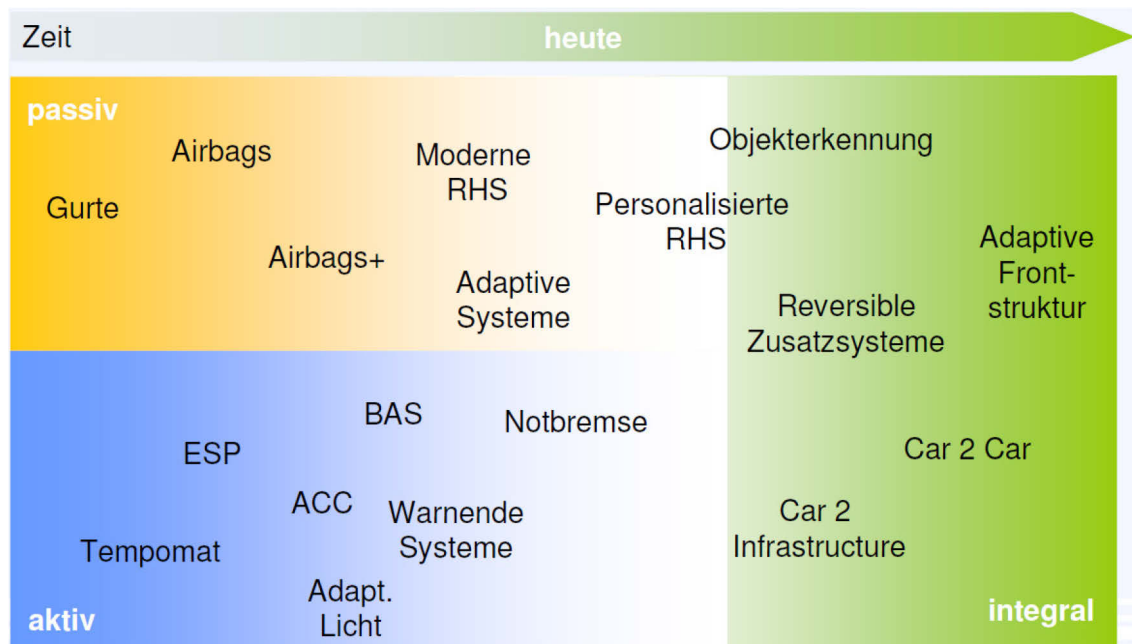 Zeit
heute
passiv
Airbags
Moderne
RHS
Objekterkennung
Gurte
Personalisierte
RHS
Airbags+
Adaptive
Systeme
Adaptive
Front-
struktur
Reversible
Zusatzsysteme
BAS
Notbremse
ESP
Car 2 Car
ACC
Warnende
Systeme
Car 2
Infrastructure
Tempomat
Adapt.
Licht
aktiv
integral